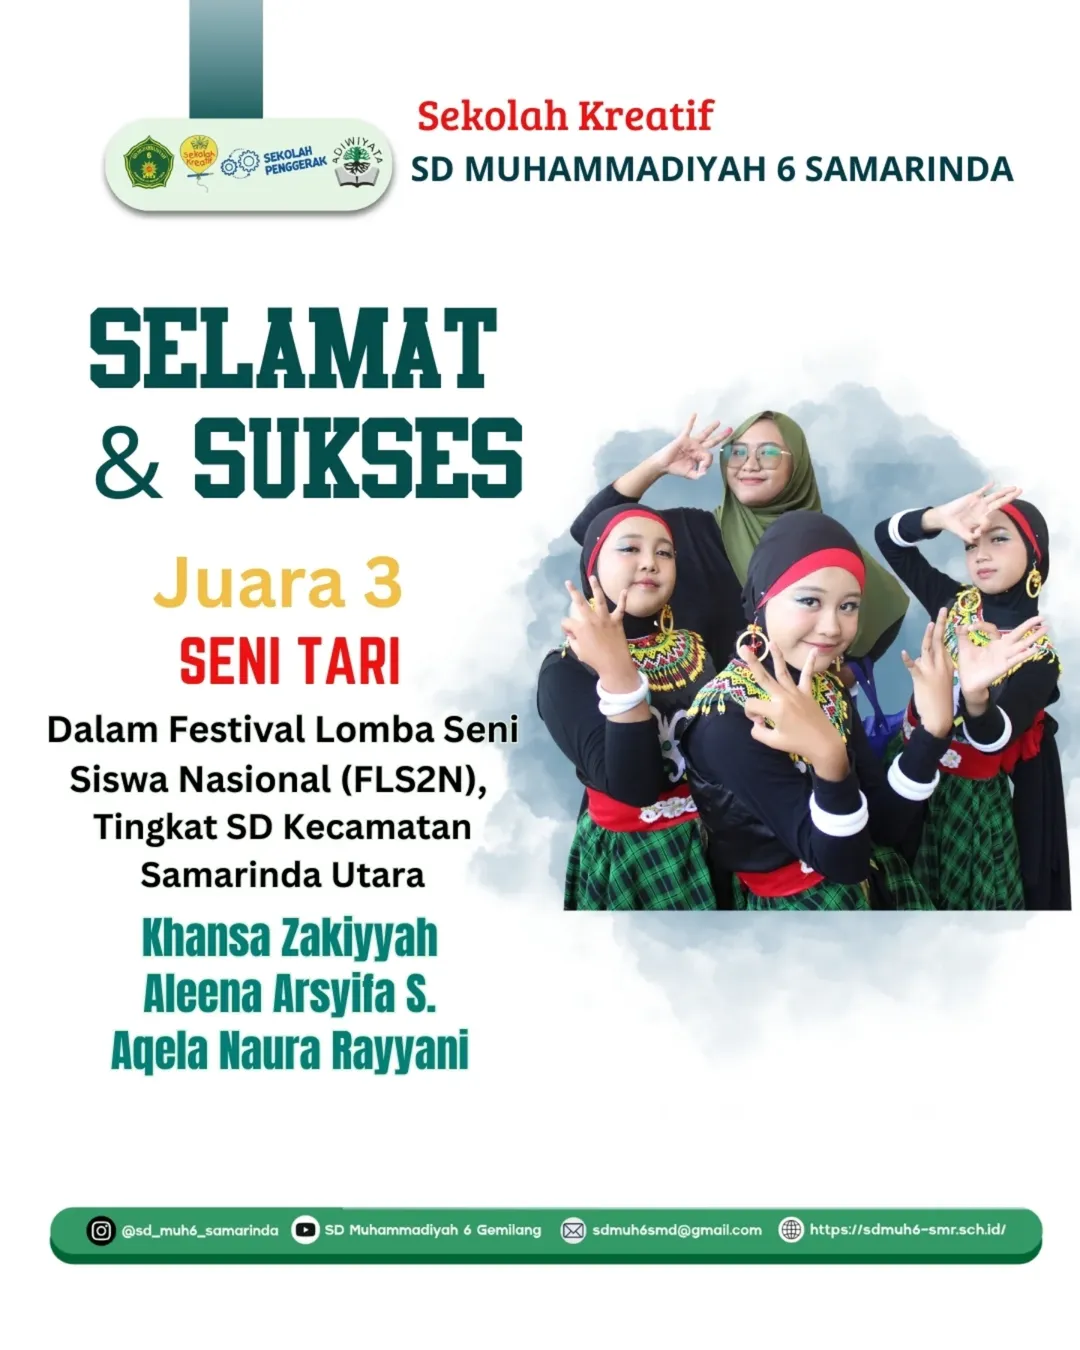 Sekolah Kreatif
SD MUHAMMADIYAH 6 SAMARINDA
Sekolah Kreatif
SEKOLAH
PENGGERAK
ADIWIYATA
SELAMAT
& SUKSES
Juara 3
SENI TARI
Dalam Festival Lomba Seni
Siswa Nasional (FLS2N),
Tingkat SD Kecamatan
Samarinda Utara
Khansa Zakiyyah
Aleena Arsyifa S.
Aqela Naura Rayyani
@sd_muh6_samarinda SD Muhammadiyah 6 Gemilang sdmuh6smd@gmail.com https://sdmuh6-smr.sch.id/